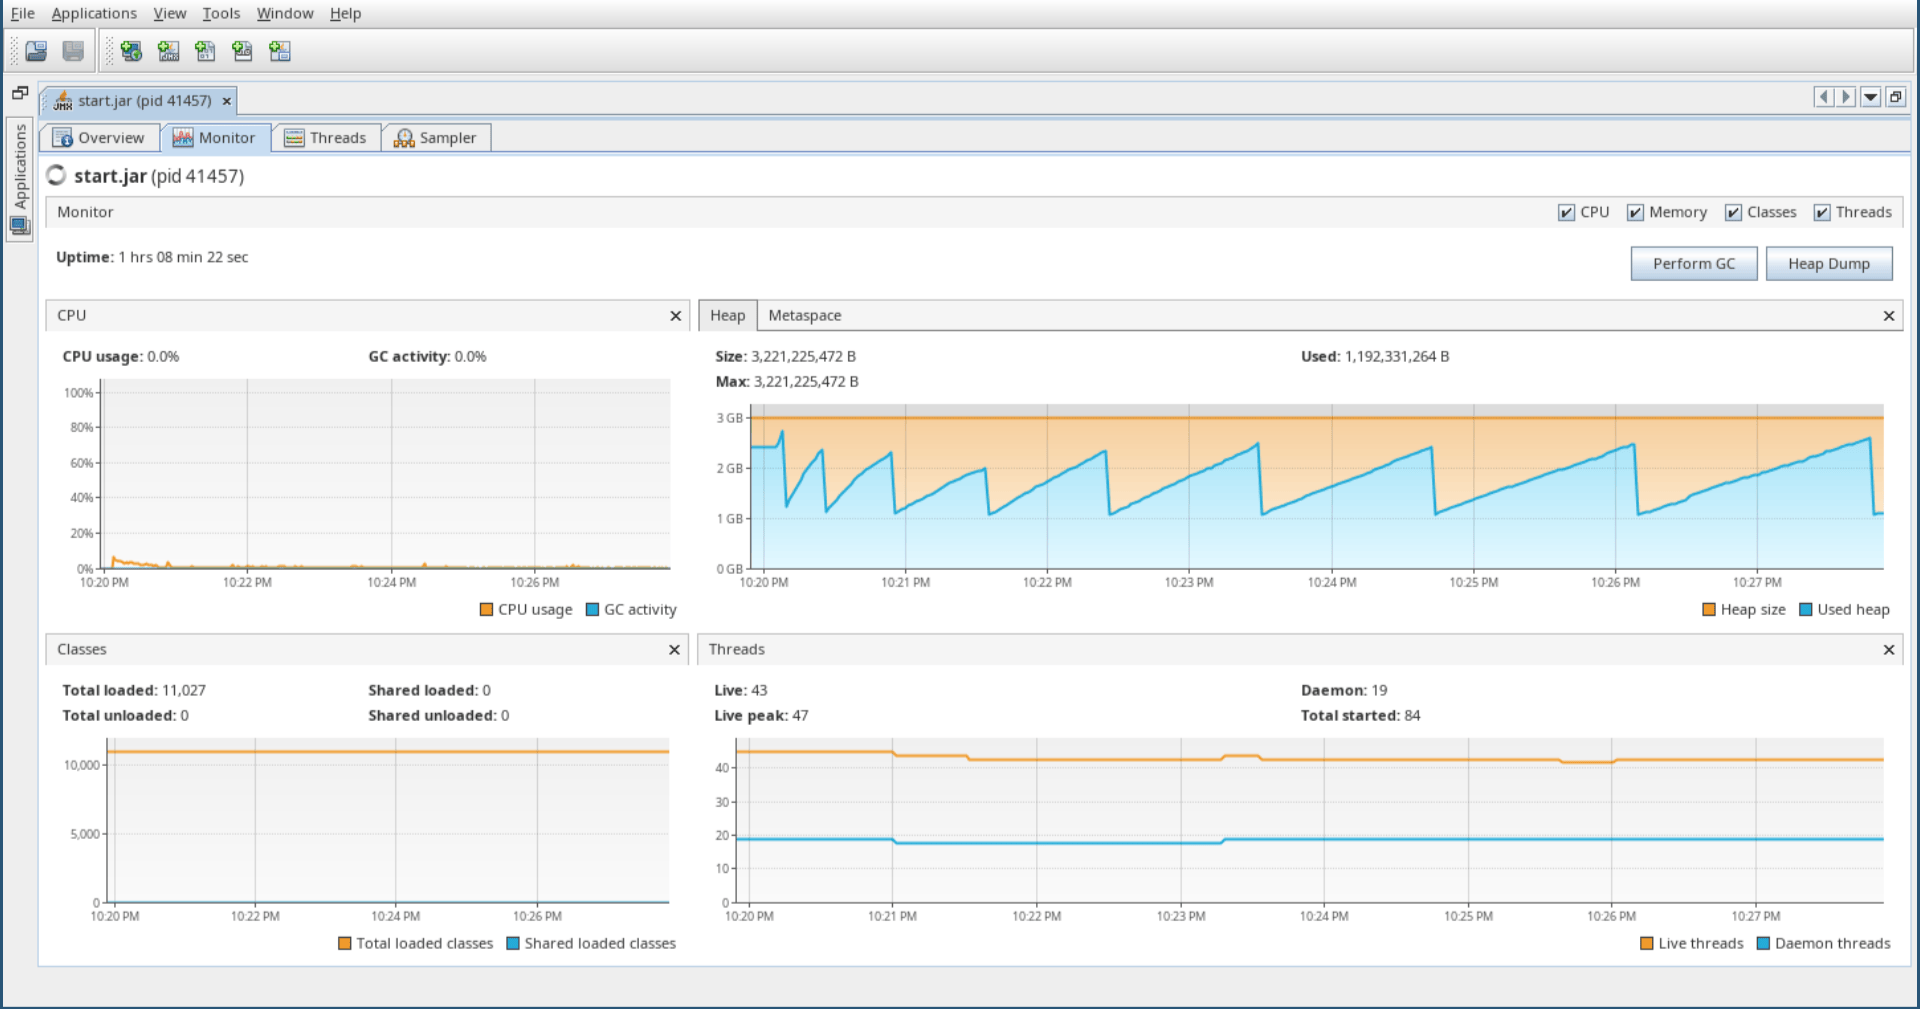 File Applications View Tools Window Help
start.jar (pid 41457)
Applications
Overview Monitor Threads Sampler
start.jar (pid 41457)
Monitor CPU Memory Classes Threads
Uptime: 1 hrs 08 min 22 sec
Perform GC Heap Dump
CPU
CPU usage: 0.0% GC activity: 0.0%
100%
80%
60%
40%
20%
0%
10:20 PM 10:22 PM 10:24 PM 10:26 PM
CPU usage GC activity
Heap Metaspace
Size: 3,221,225,472 B Used: 1,192,331,264 B
Max: 3,221,225,472 B
3 GB
2 GB
1 GB
0 GB
10:20 PM 10:21 PM 10:22 PM 10:23 PM 10:24 PM 10:25 PM 10:26 PM 10:27 PM
Heap size Used heap
Classes
Total loaded: 11,027 Shared loaded: 0
Total unloaded: 0 Shared unloaded: 0
10,000
5,000
0
10:20 PM 10:22 PM 10:24 PM 10:26 PM
Total loaded classes Shared loaded classes
Threads
Live: 43 Daemon: 19
Live peak: 47 Total started: 84
40
30
20
10
0
10:20 PM 10:21 PM 10:22 PM 10:23 PM 10:24 PM 10:25 PM 10:26 PM 10:27 PM
Live threads Daemon threads